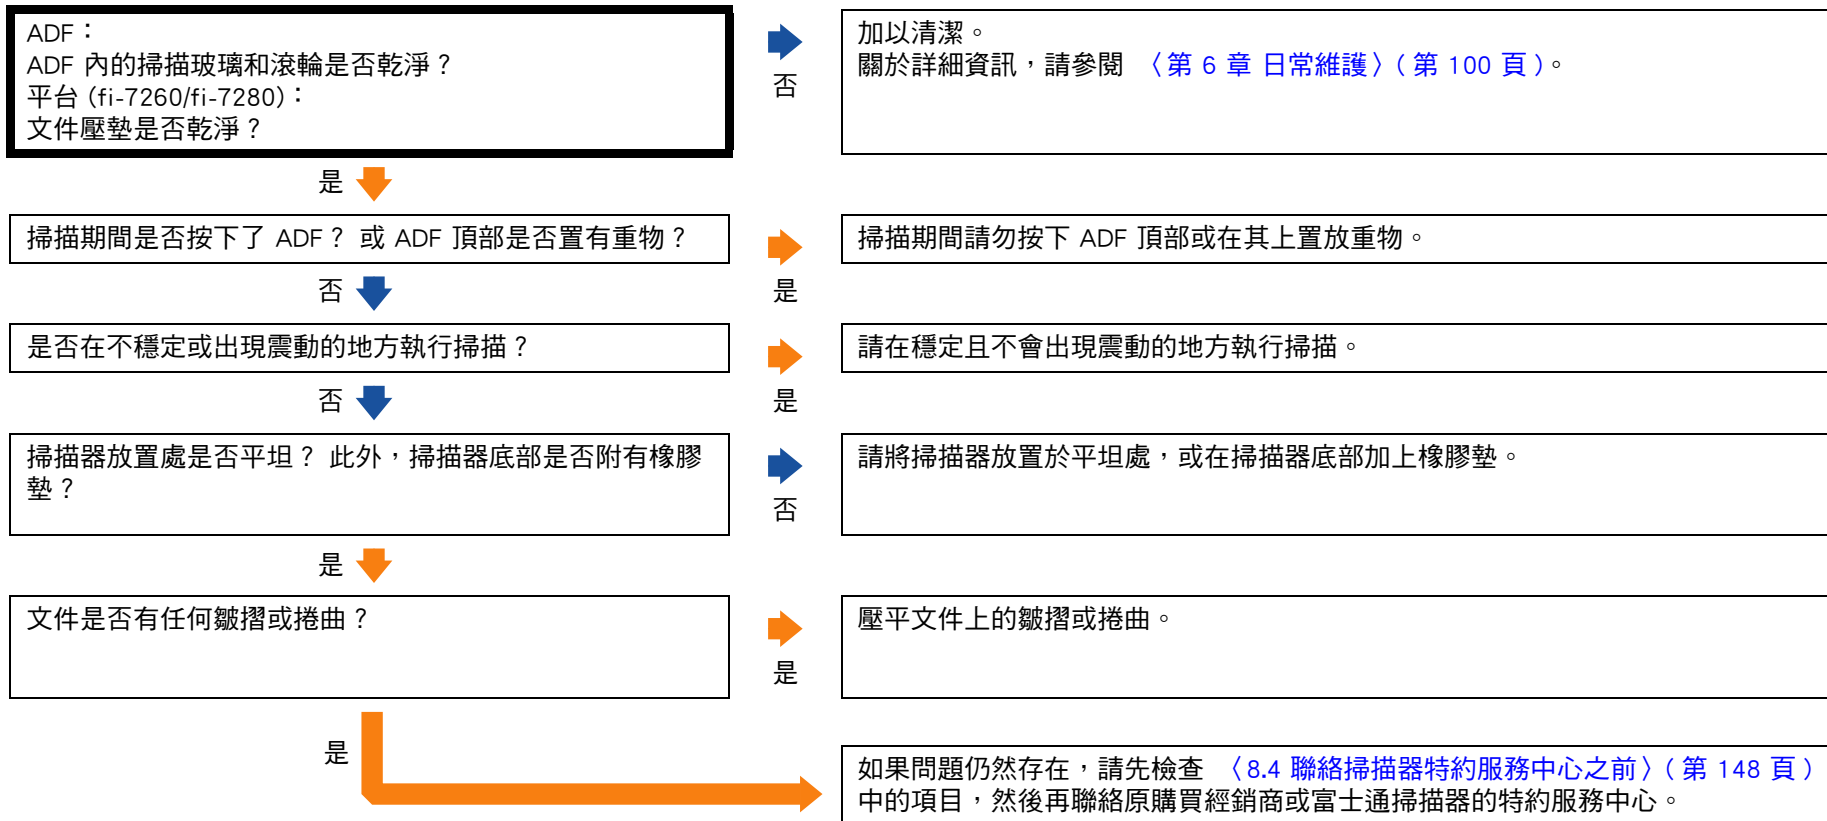 ADF：
ADF 內的掃描玻璃和滾輪是否乾淨？
平台 (fi-7260/fi-7280)：
文件壓墊是否乾淨？
否
加以清潔。
關於詳細資訊，請參閱 〈第 6 章 日常維護〉( 第 100 頁 )。
是
掃描期間是否按下了 ADF？ 或 ADF 頂部是否置有重物？
是
掃描期間請勿按下 ADF 頂部或在其上置放重物。
否
是否在不穩定或出現震動的地方執行掃描？
是
請在穩定且不會出現震動的地方執行掃描。
否
掃描器放置處是否平坦？ 此外，掃描器底部是否附有橡膠
墊？
否
請將掃描器放置於平坦處，或在掃描器底部加上橡膠墊。
是
文件是否有任何皺摺或捲曲？
是
壓平文件上的皺摺或捲曲。
是
如果問題仍然存在，請先檢查 〈8.4 聯絡掃描器特約服務中心之前〉( 第 148 頁 )
中的項目，然後再聯絡原購買經銷商或富士通掃描器的特約服務中心。